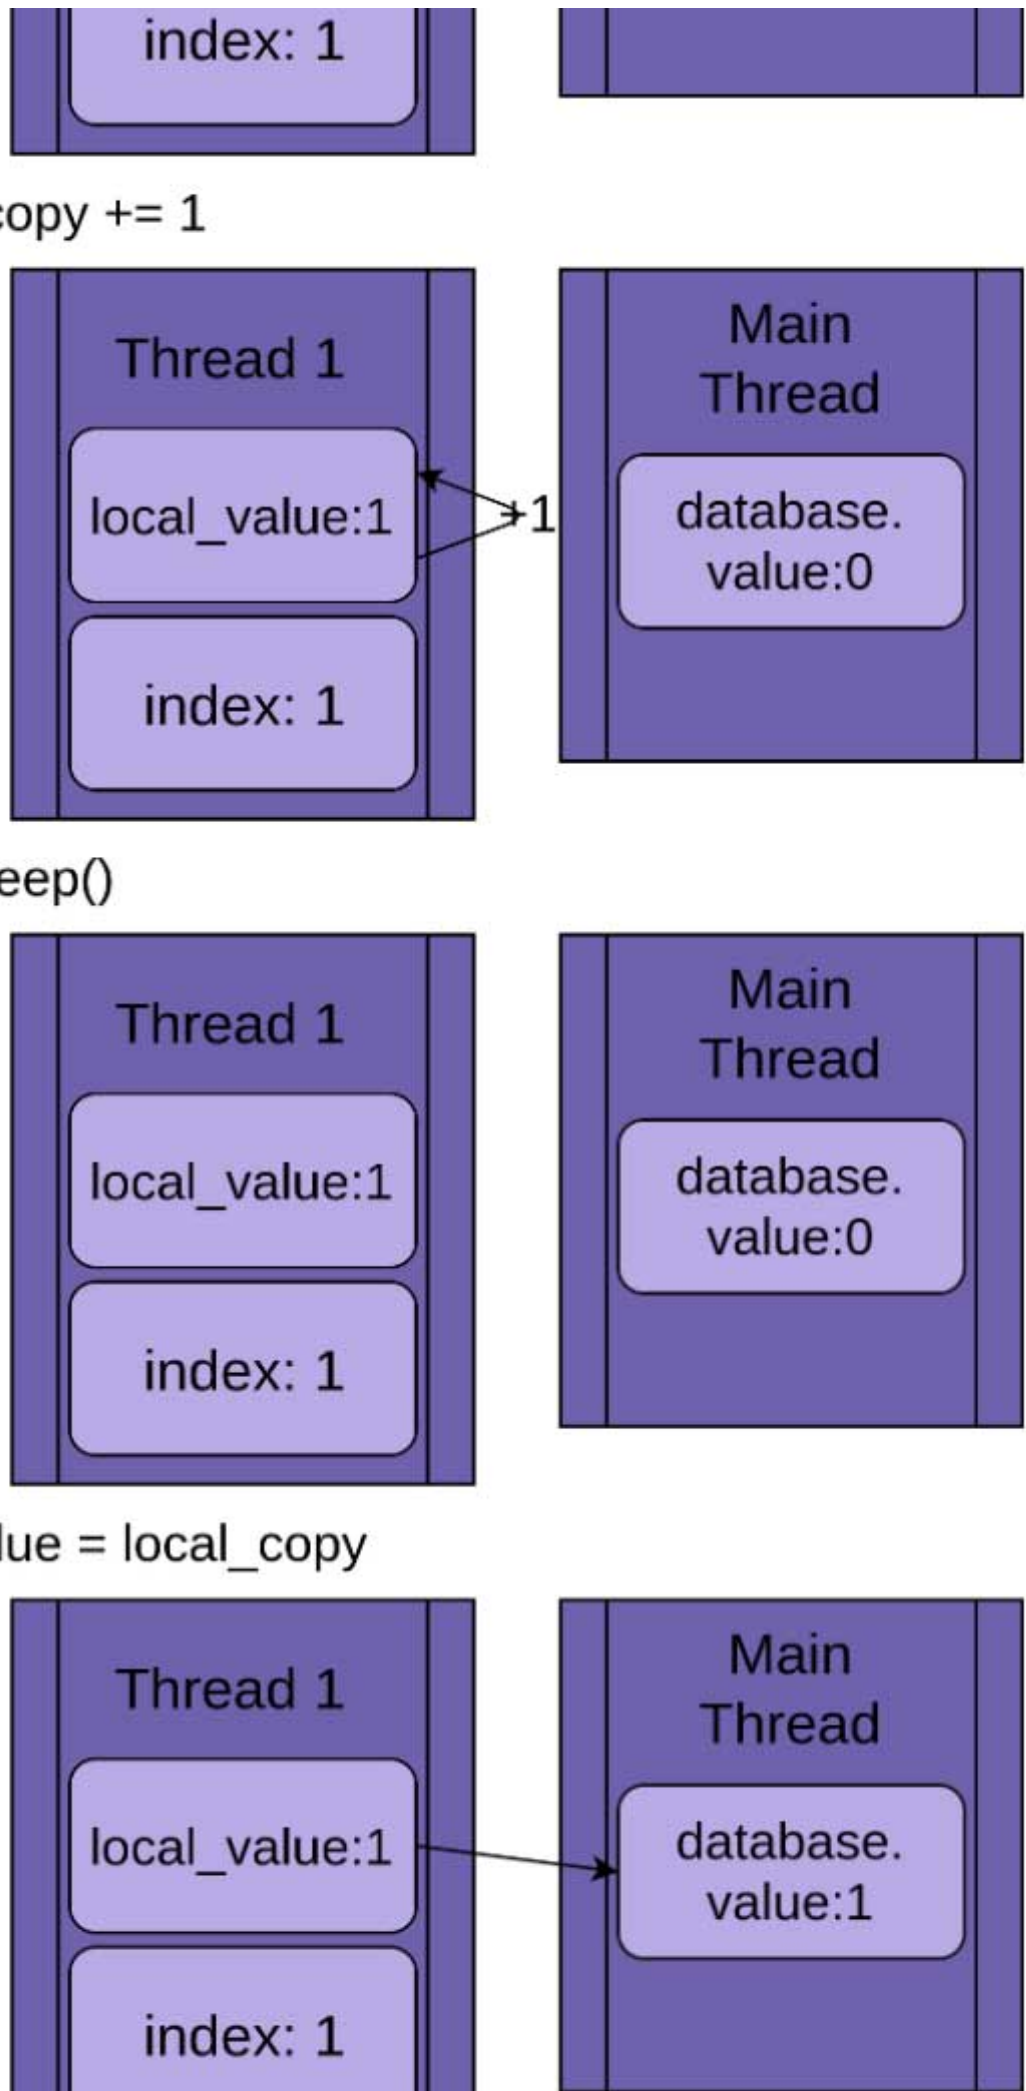 index: 1
copy += 1
Thread 1
Main
Thread
local_value:1
+1
database.
value:0
index: 1
eep()
Thread 1
Main
Thread
local_value:1
database.
value:0
index: 1
lue = local_copy
Thread 1
Main
Thread
local_value:1
database.
value:1
index: 1